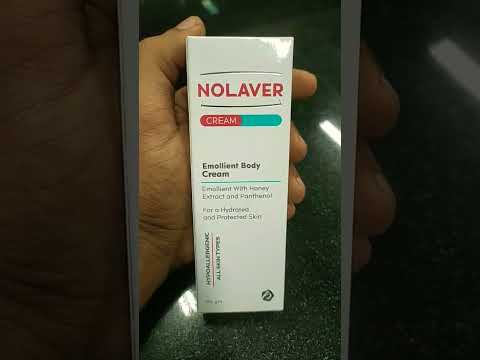 NOLAVER
CREAM
Emollient Body
Cream
Emollient With Honey
Extract and Panthenol
For a Hydrated
and Protected Skin
HYPOALLERGENIC
ALL SKIN TYPES
gm